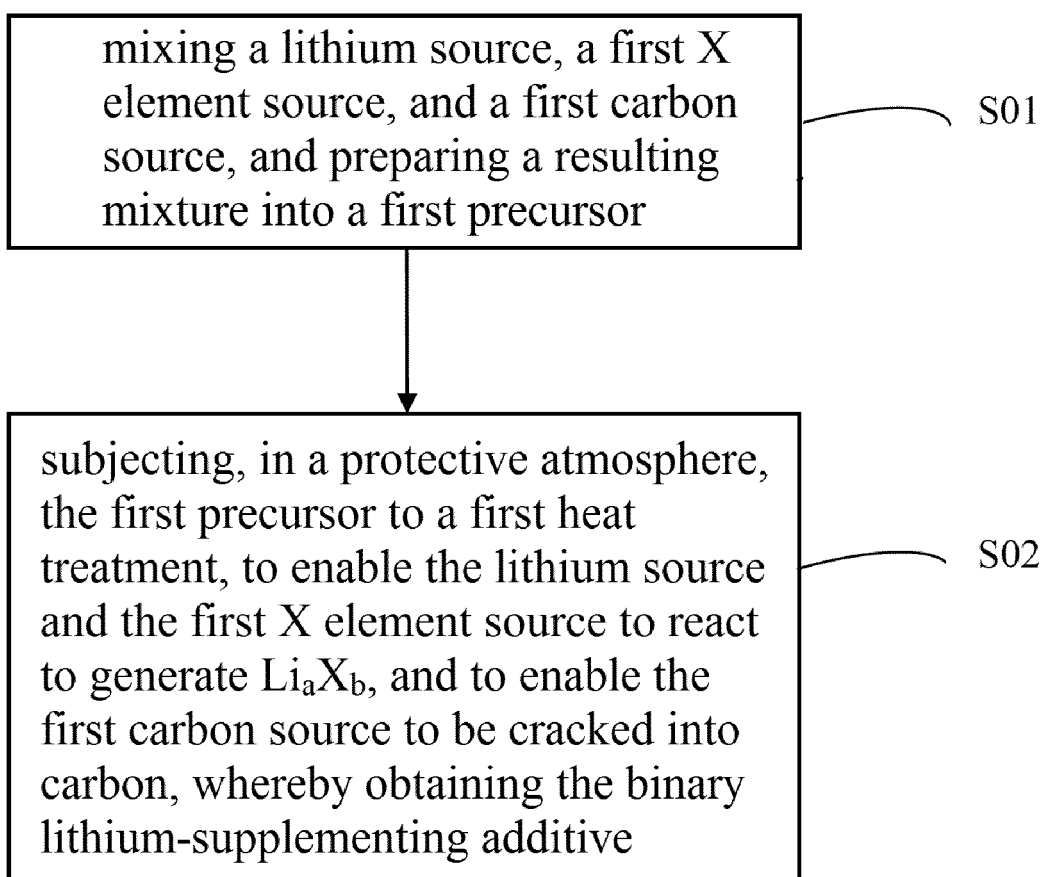 mixing a lithium source, a first X
element source, and a first carbon
source, and preparing a resulting
mixture into a first precursor
S01
subjecting, in a protective atmosphere,
the first precursor to a first heat
treatment, to enable the lithium source
and the first X element source to react
to generate LiaXb, and to enable the
first carbon source to be cracked into
carbon, whereby obtaining the binary
lithium-supplementing additive
S02